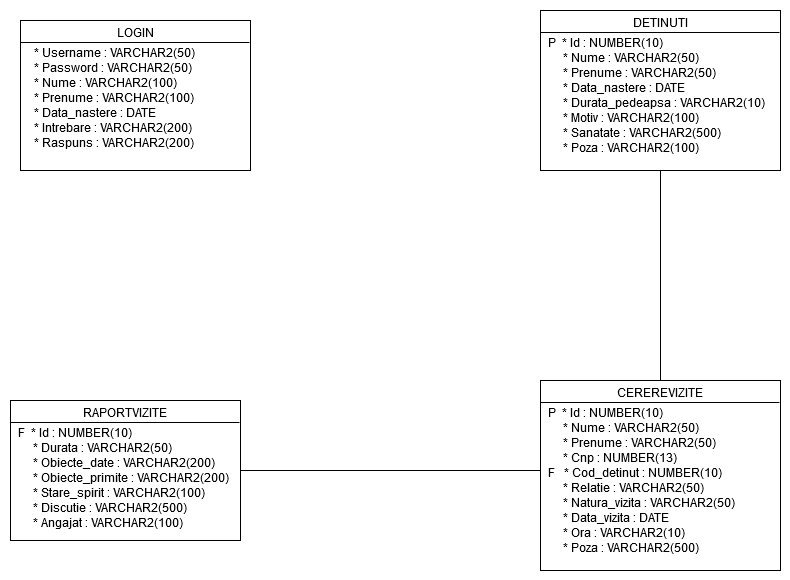 LOGIN
* Username : VARCHAR2(50)
* Password : VARCHAR2(50)
* Nume : VARCHAR2(100)
* Prenume : VARCHAR2(100)
* Data_nastere : DATE
* Intrebare : VARCHAR2(200)
* Raspuns : VARCHAR2(200)
DETINUTI
P * Id : NUMBER(10)
* Nume : VARCHAR2(50)
* Prenume : VARCHAR2(50)
* Data_nastere : DATE
* Durata_pedeapsa : VARCHAR2(10)
* Motiv : VARCHAR2(100)
* Sanatate : VARCHAR2(500)
* Poza : VARCHAR2(100)
RAPORTVIZITE
F * Id : NUMBER(10)
* Durata : VARCHAR2(50)
* Obiecte_date : VARCHAR2(200)
* Obiecte_primite : VARCHAR2(200)
* Stare_spirit : VARCHAR2(100)
* Discutie : VARCHAR2(500)
* Angajat : VARCHAR2(100)
CEREREVIZITE
P * Id : NUMBER(10)
* Nume : VARCHAR2(50)
* Prenume : VARCHAR2(50)
* Cnp : NUMBER(13)
F * Cod_detinut : NUMBER(10)
* Relatie : VARCHAR2(50)
* Natura_vizita : VARCHAR2(50)
* Data_vizita : DATE
* Ora : VARCHAR2(10)
* Poza : VARCHAR2(500)